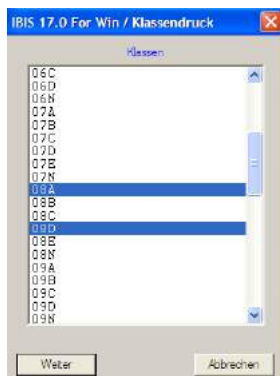 IBIS 17.0 For Win / Klassendruck
Klassen
06C
06D
06N
07A
07B
07C
07D
07E
07N
08A
08B
08C
08D
08E
08N
09A
09B
09C
09D
09N
Weiter
Abbrechen